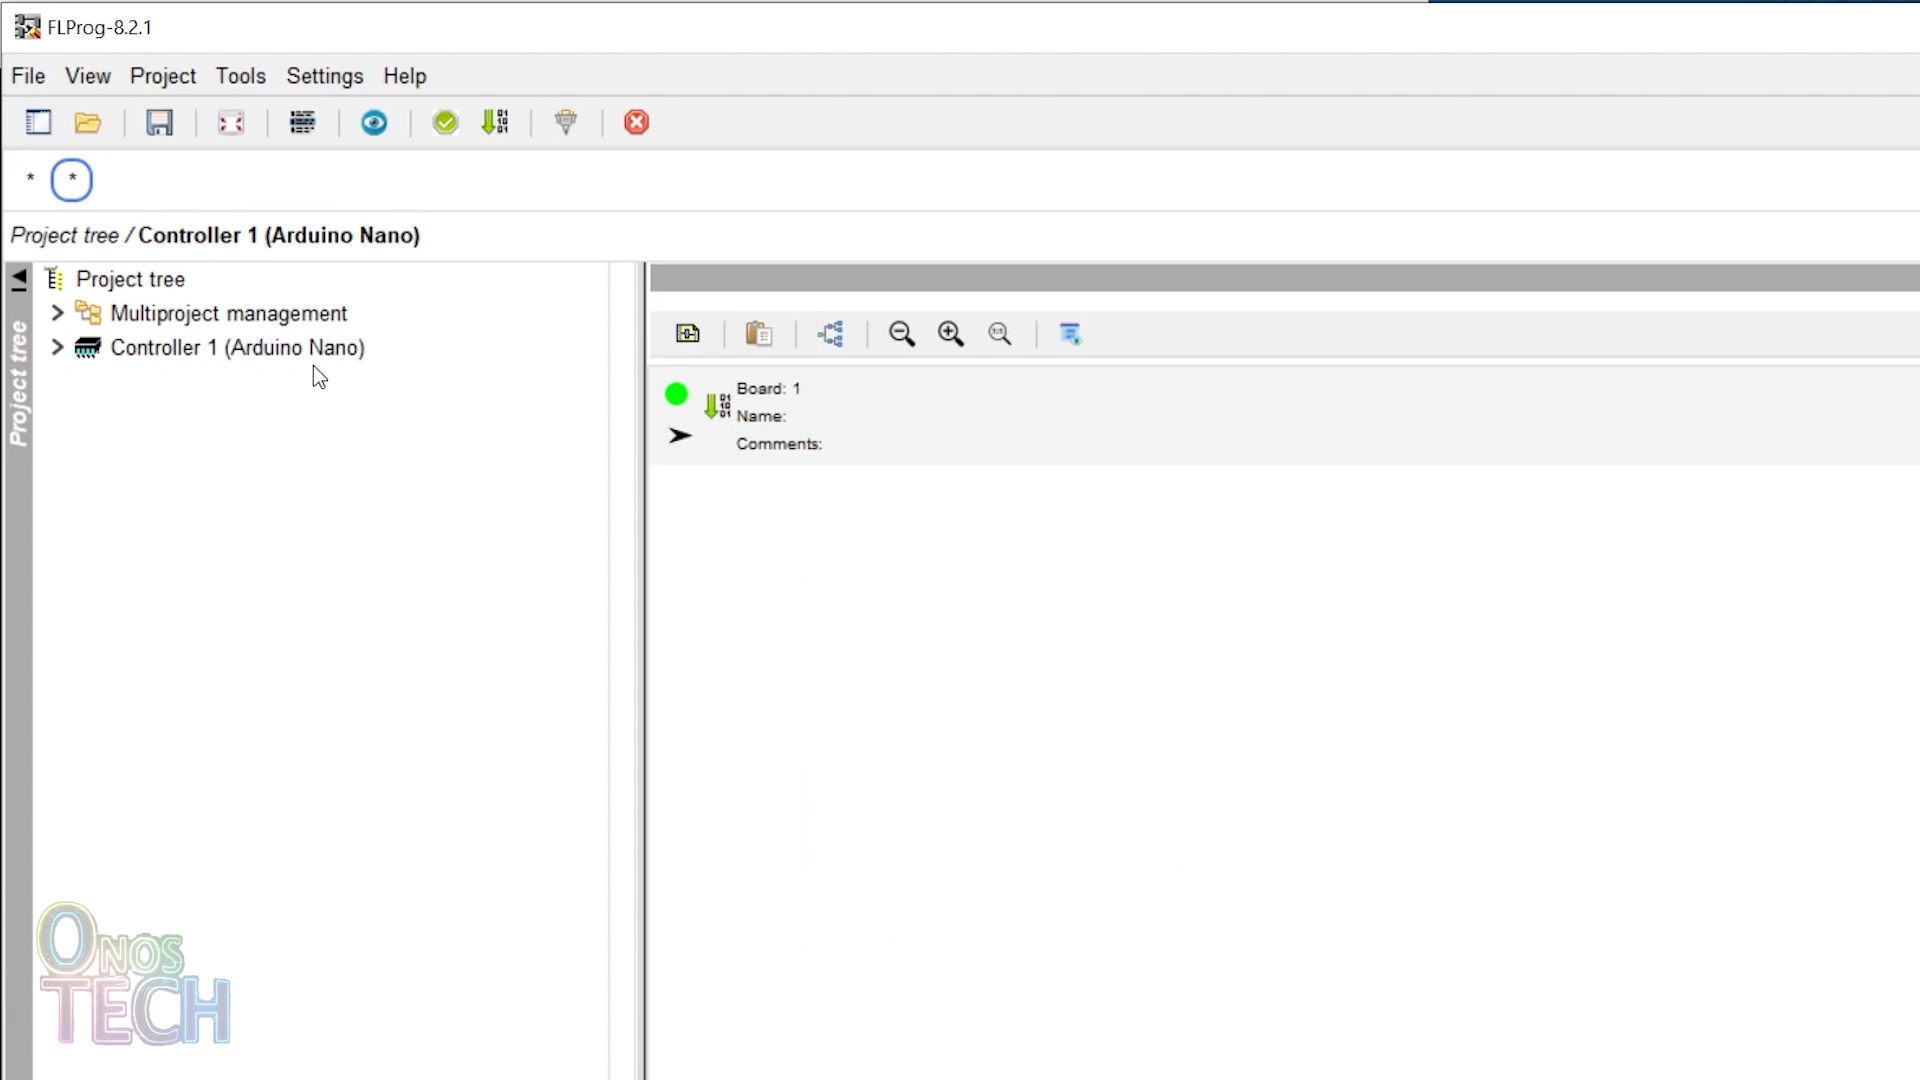 FLProg-8.2.1
File View Project Tools Settings Help
* *
Project tree / Controller 1 (Arduino Nano)
Project tree
Project tree
Multiproject management
Controller 1 (Arduino Nano)
Board: 1
Name:
Comments:
ONOS
TECH